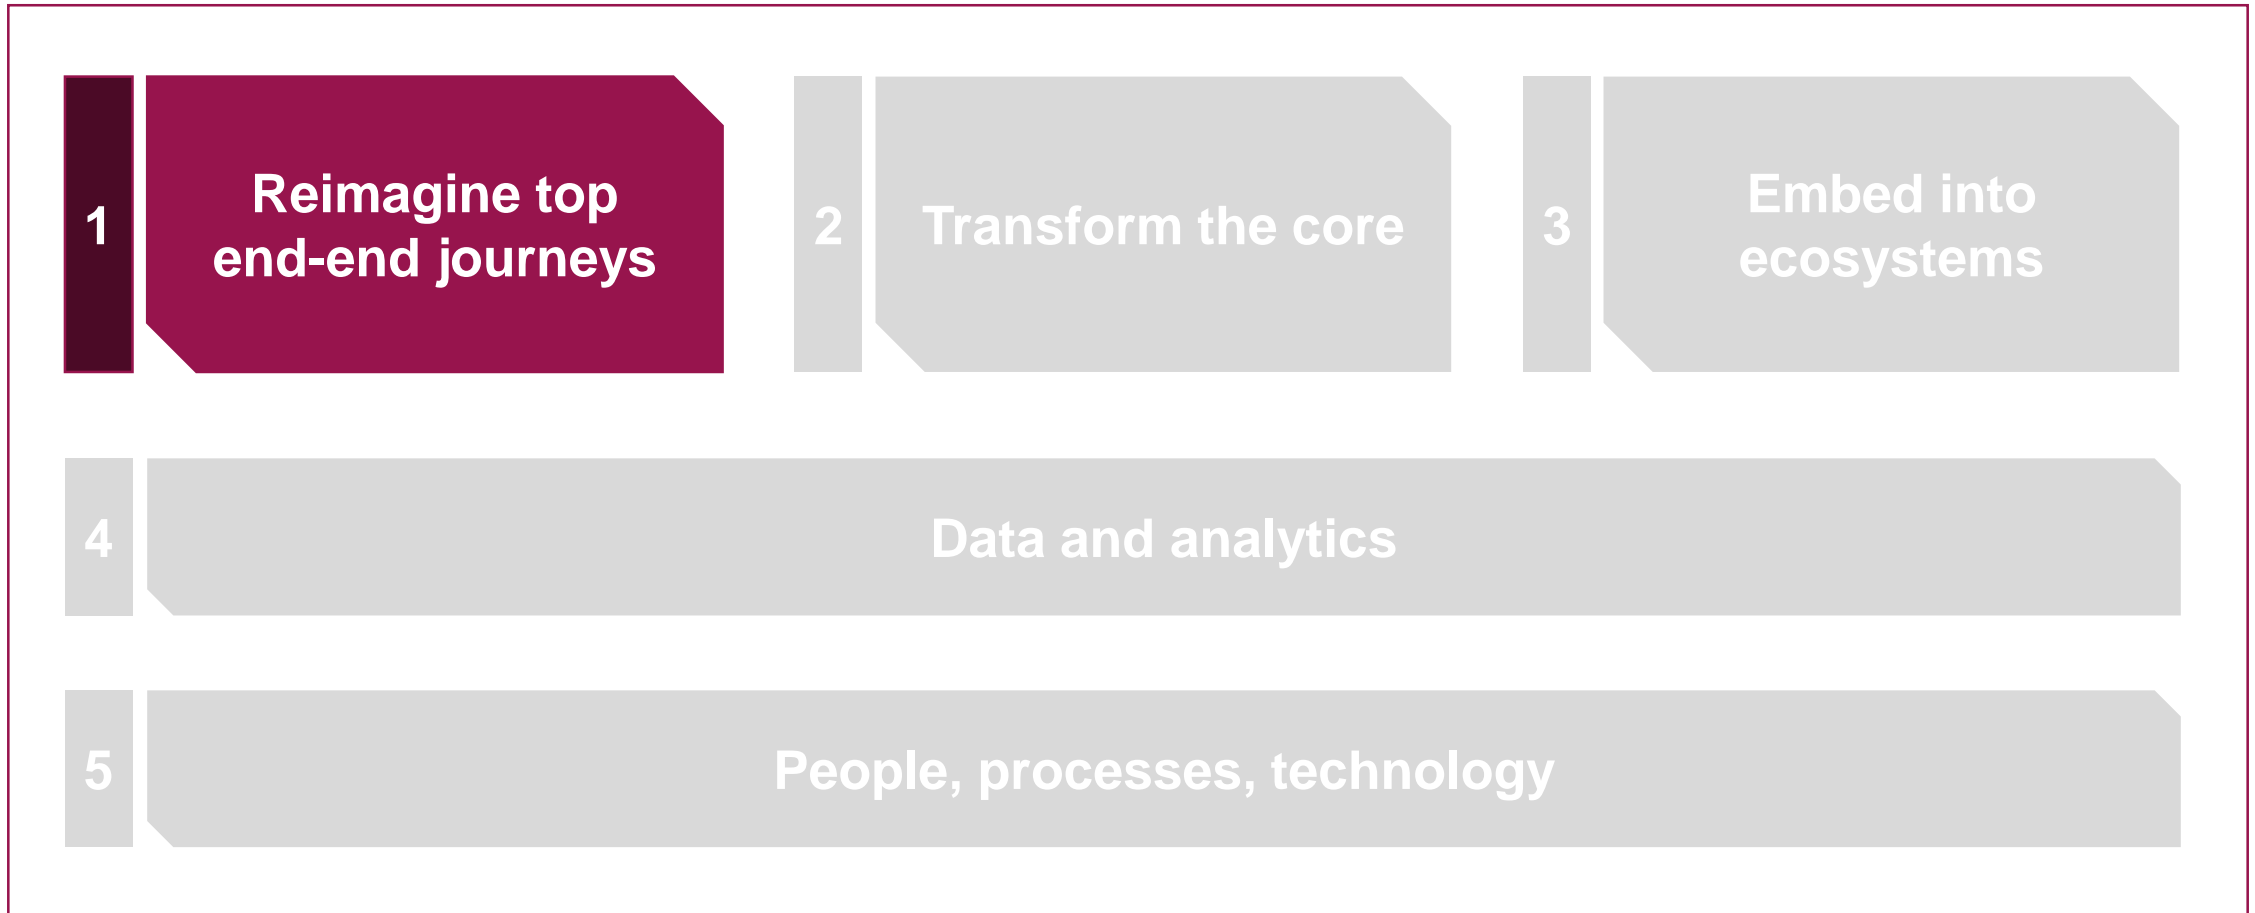 1
Reimagine top
end-end journeys
2
Transform the core
3
Embed into
ecosystems
4
Data and analytics
5
People, processes, technology